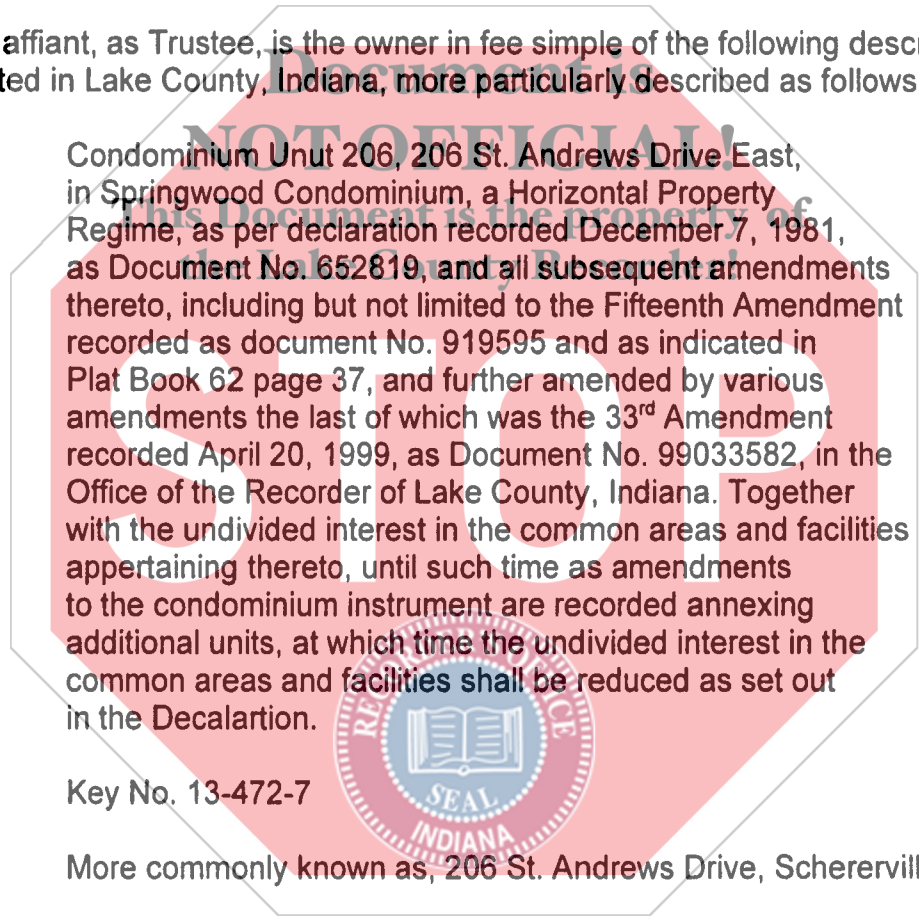 affiant, as Trustee, is the owner in fee simple of the following descr
ted in Lake County, Indiana, more particularly described as follows
Document is
NOT OFFICIAL!
This Document is the property of
the Lake County Recorder!
Condominium Unut 206, 206 St. Andrews Drive East,
in Springwood Condominium, a Horizontal Property
Regime, as per declaration recorded December 7, 1981,
as Document No. 652819, and all subsequent amendments
thereto, including but not limited to the Fifteenth Amendment
recorded as document No. 919595 and as indicated in
Plat Book 62 page 37, and further amended by various
amendments the last of which was the 33rd Amendment
recorded April 20, 1999, as Document No. 99033582, in the
Office of the Recorder of Lake County, Indiana. Together
with the undivided interest in the common areas and facilities
appertaining thereto, until such time as amendments
to the condominium instrument are recorded annexing
additional units, at which time the undivided interest in the
common areas and facilities shall be reduced as set out
in the Decalartion.
STOP
SEAL
INDIANA
Key No. 13-472-7
More commonly known as, 206 St. Andrews Drive, Scherervill